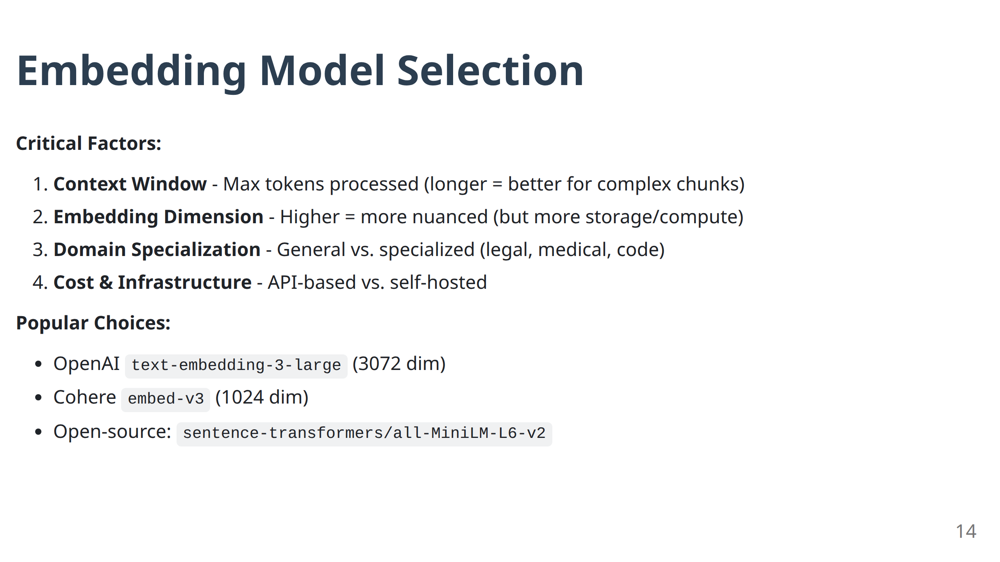 Embedding Model Selection
Critical Factors:
1. Context Window - Max tokens processed (longer = better for complex chunks)
2. Embedding Dimension - Higher = more nuanced (but more storage/compute)
3. Domain Specialization - General vs. specialized (legal, medical, code)
4. Cost & Infrastructure - API-based vs. self-hosted
Popular Choices:
• OpenAI text-embedding-3-large (3072 dim)
• Cohere embed-v3 (1024 dim)
• Open-source: sentence-transformers/all-MiniLM-L6-v2
14